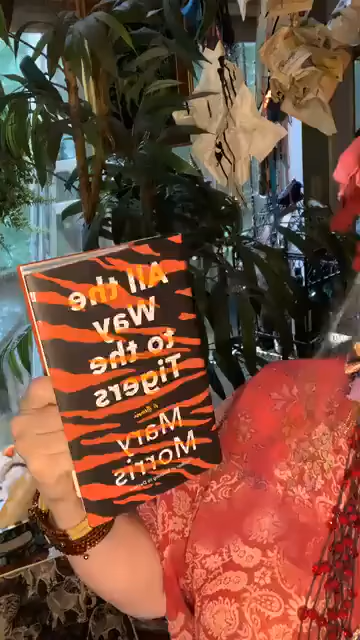 All the
Way
to the
Tigers
A Memoir
Mary
Morris